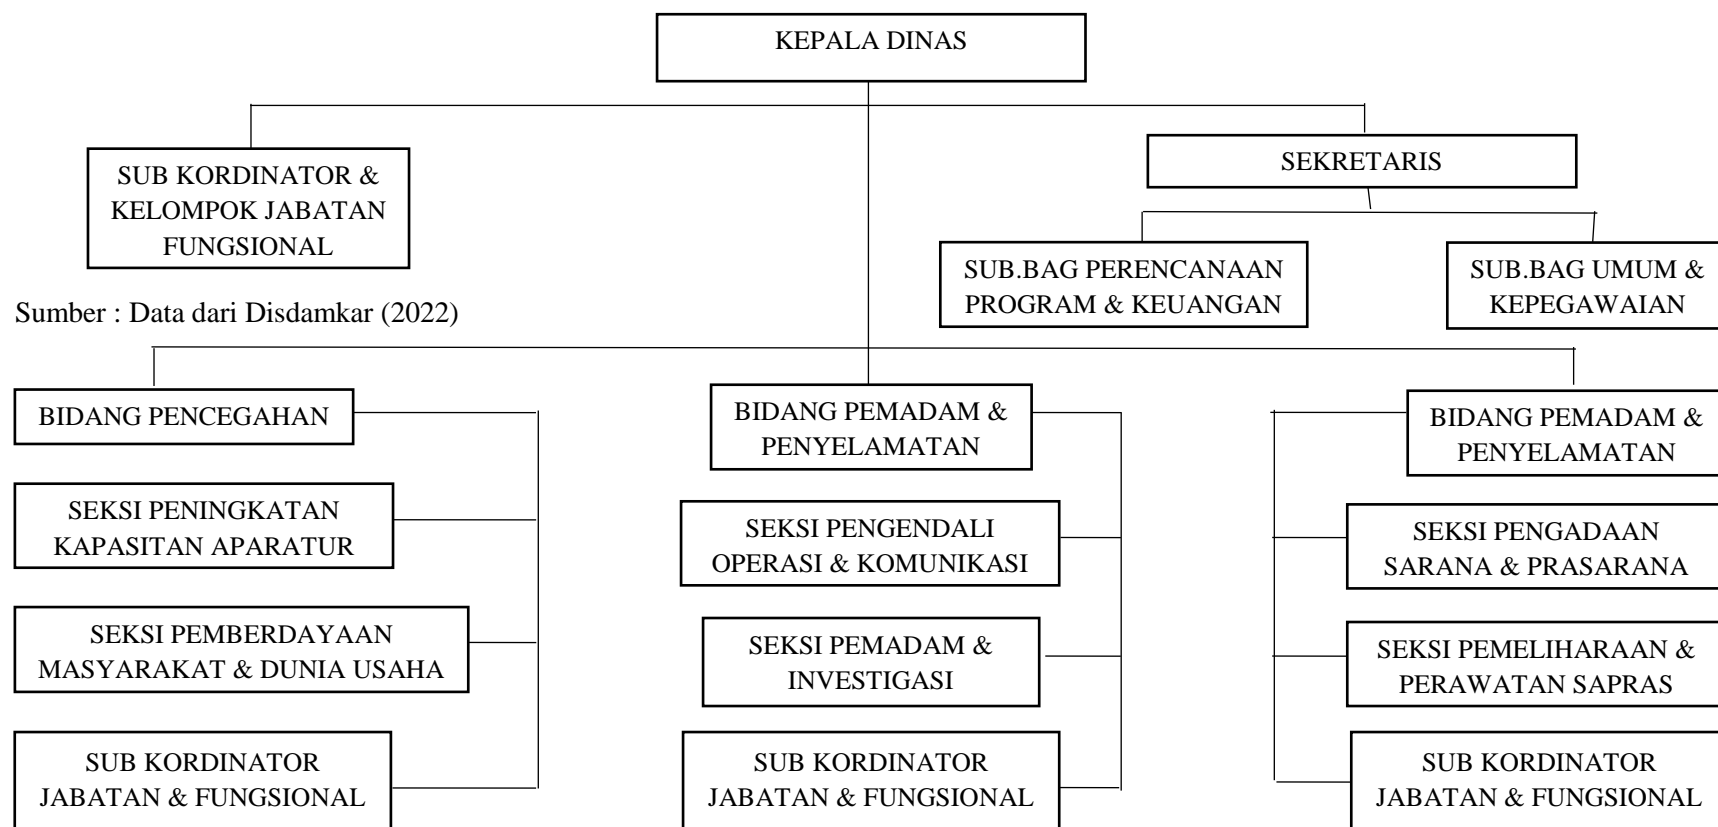 KEPALA DINAS
SUB KORDINATOR &
KELOMPOK JABATAN
FUNGSIONAL
SEKRETARIS
SUB.BAG PERENCANAAN
PROGRAM & KEUANGAN
SUB.BAG UMUM &
KEPEGAWAIAN
Sumber : Data dari Disdamkar (2022)
BIDANG PENCEGAHAN
SEKSI PENINGKATAN
KAPASITAN APARATUR
SEKSI PEMBERDAYAAN
MASYARAKAT & DUNIA USAHA
SUB KORDINATOR
JABATAN & FUNGSIONAL
BIDANG PEMADAM &
PENYELAMATAN
SEKSI PENGENDALI
OPERASI & KOMUNIKASI
SEKSI PEMADAM &
INVESTIGASI
SUB KORDINATOR
JABATAN & FUNGSIONAL
BIDANG PEMADAM &
PENYELAMATAN
SEKSI PENGADAAN
SARANA & PRASARANA
SEKSI PEMELIHARAAN &
PERAWATAN SAPRAS
SUB KORDINATOR
JABATAN & FUNGSIONAL